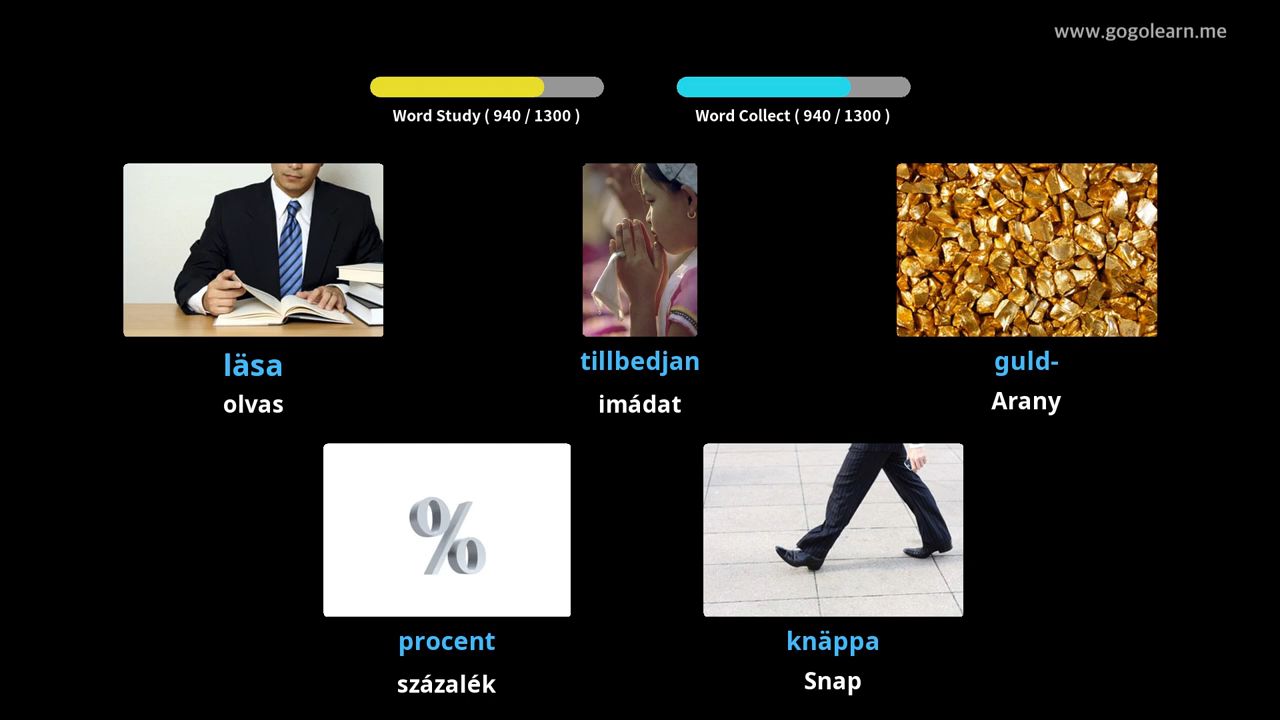 www.gogolearn.me
Word Study ( 940 / 1300 )
Word Collect ( 940 / 1300 )
läsa
olvas
tillbedjan
imádat
guld-
Arany
%
procent
százalék
knäppa
Snap